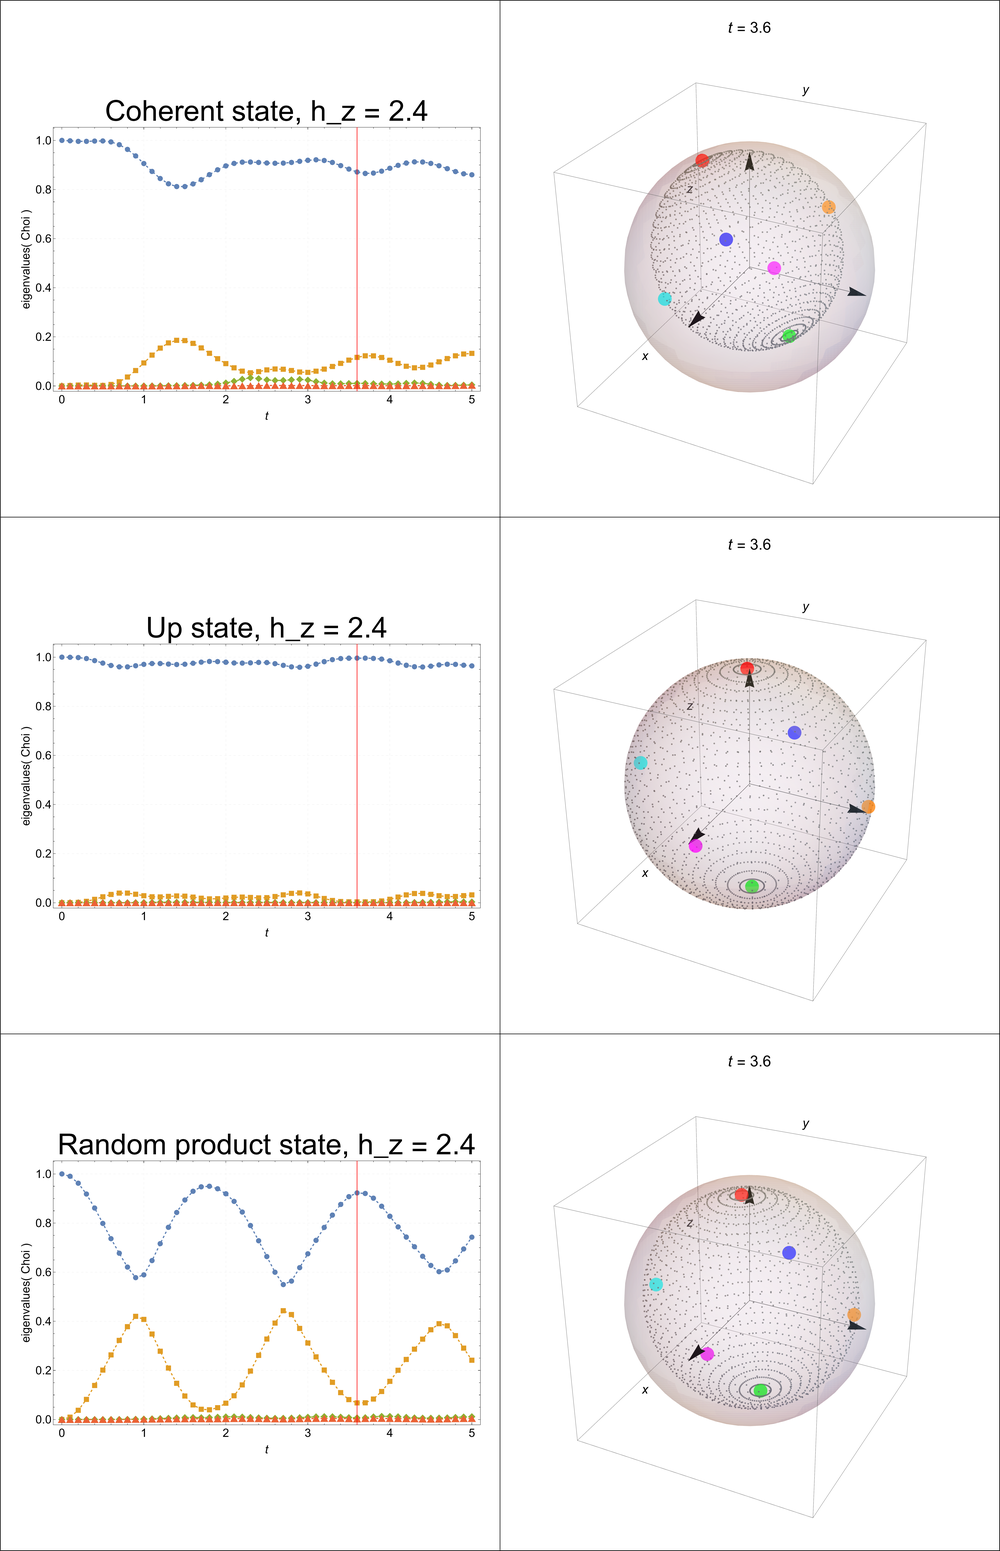 t = 3.6
Coherent state, h_z = 2.4
eigenvalues( Choi )
1.0
0.8
0.6
0.4
0.2
0.0
0 1 2 3 4 5
t
y
z
x
t = 3.6
Up state, h_z = 2.4
eigenvalues( Choi )
1.0
0.8
0.6
0.4
0.2
0.0
0 1 2 3 4 5
t
y
z
x
t = 3.6
Random product state, h_z = 2.4
eigenvalues( Choi )
1.0
0.8
0.6
0.4
0.2
0.0
0 1 2 3 4 5
t
y
z
x